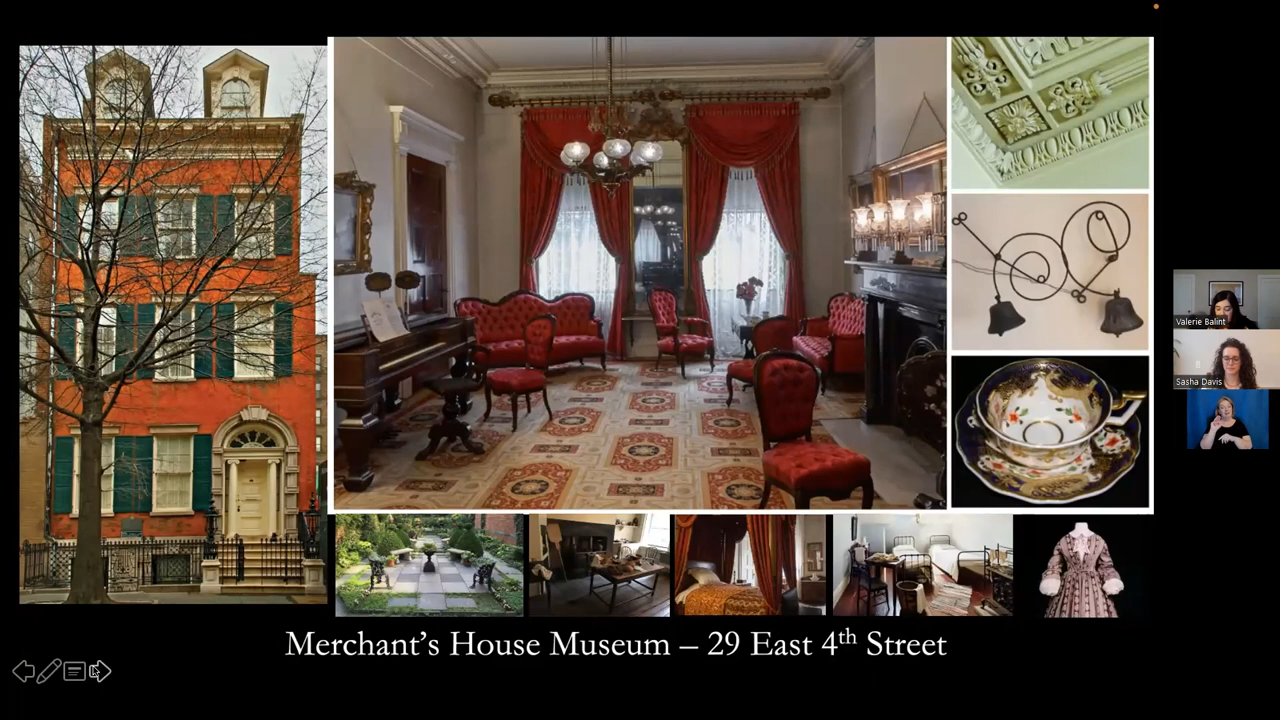 Valerie Balint
Sasha Davis
Merchant's House Museum – 29 East 4th Street